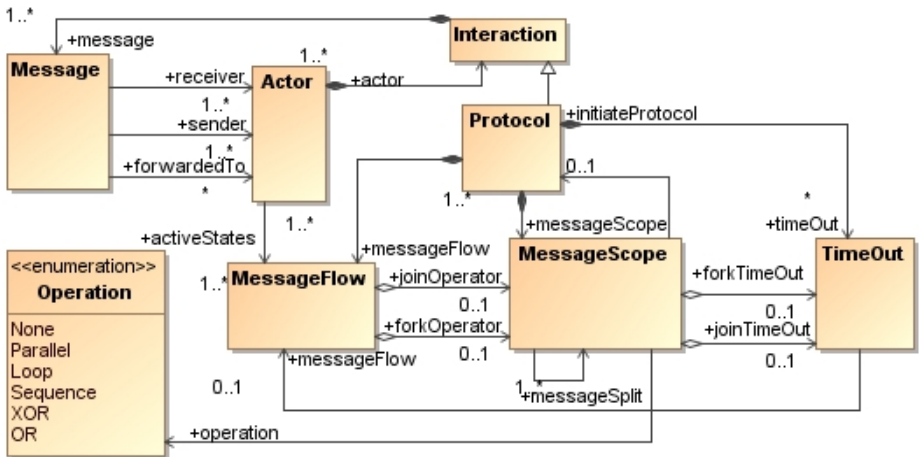 1..*
+message
Interaction
Message
1..*
+receiver
Actor
+actor
1..*
+sender
Protocol
+initiateProtocol
1..*
+forwardedTo
0..1
*
1..*
*
1..*
+messageScope
+timeOut
+activeStates
+messageFlow
<<enumeration>>
Operation
1..*
MessageFlow
MessageScope
TimeOut
+joinOperator
+forkTimeOut
0..1
0..1
None
Parallel
Loop
Sequence
XOR
OR
+forkOperator
+joinTimeOut
0..1
0..1
+messageFlow
0..1
1..*
+messageSplit
+operation